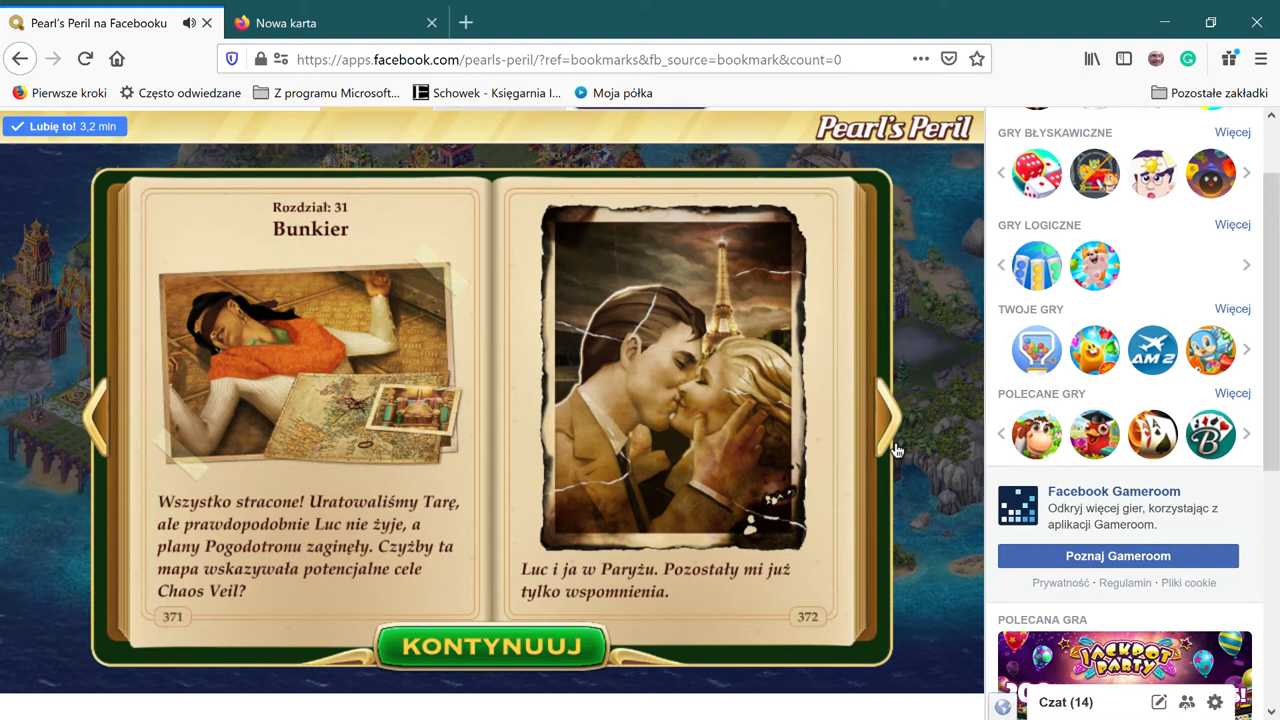 Pearl's Peril na Facebooku
Nowa karta
https://apps.facebook.com/pearls-peril/?ref=bookmarks&fb_source=bookmark&count=0
Pierwsze kroki
Często odwiedzane
Z programu Microsoft...
Schowek - Księgarnia I...
Moja półka
Pozostałe zakładki
Lubię to! 3,2 mln
Pearl's Peril
Rozdział: 31
Bunkier
Wszystko stracone! Uratowaliśmy Tarę,
ale prawdopodobnie Luc nie żyje, a
plany Pogodotronu zaginęły. Czyżby ta
mapa wskazywała potencjalne cele
Chaos Veil?
371
Luc i ja w Paryżu. Pozostały mi już
tylko wspomnienia.
372
KONTYNUUJ
GRY BŁYSKAWICZNE
Więcej
GRY LOGICZNE
Więcej
TWOJE GRY
Więcej
AM 2
POLECANE GRY
Więcej
B
Facebook Gameroom
Odkryj więcej gier, korzystając z
aplikacji Gameroom.
Poznaj Gameroom
Prywatność · Regulamin · Pliki cookie
POLECANA GRA
JACKPOT
PARTY
Czat (14)